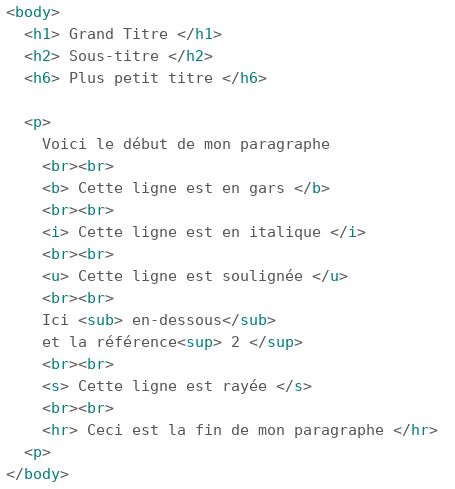 <body>
<h1> Grand Titre </h1>
<h2> Sous-titre </h2>
<h6> Plus petit titre </h6>
<p>
Voici le début de mon paragraphe
<br><br>
<b> Cette ligne est en gars </b>
<br><br>
<i> Cette ligne est en italique </i>
<br><br>
<u> Cette ligne est soulignée </u>
<br><br>
Ici <sub> en-dessous</sub>
et la référence<sup> 2 </sup>
<br><br>
<s> Cette ligne est rayée </s>
<br><br>
<hr> Ceci est la fin de mon paragraphe </hr>
<p>
</body>